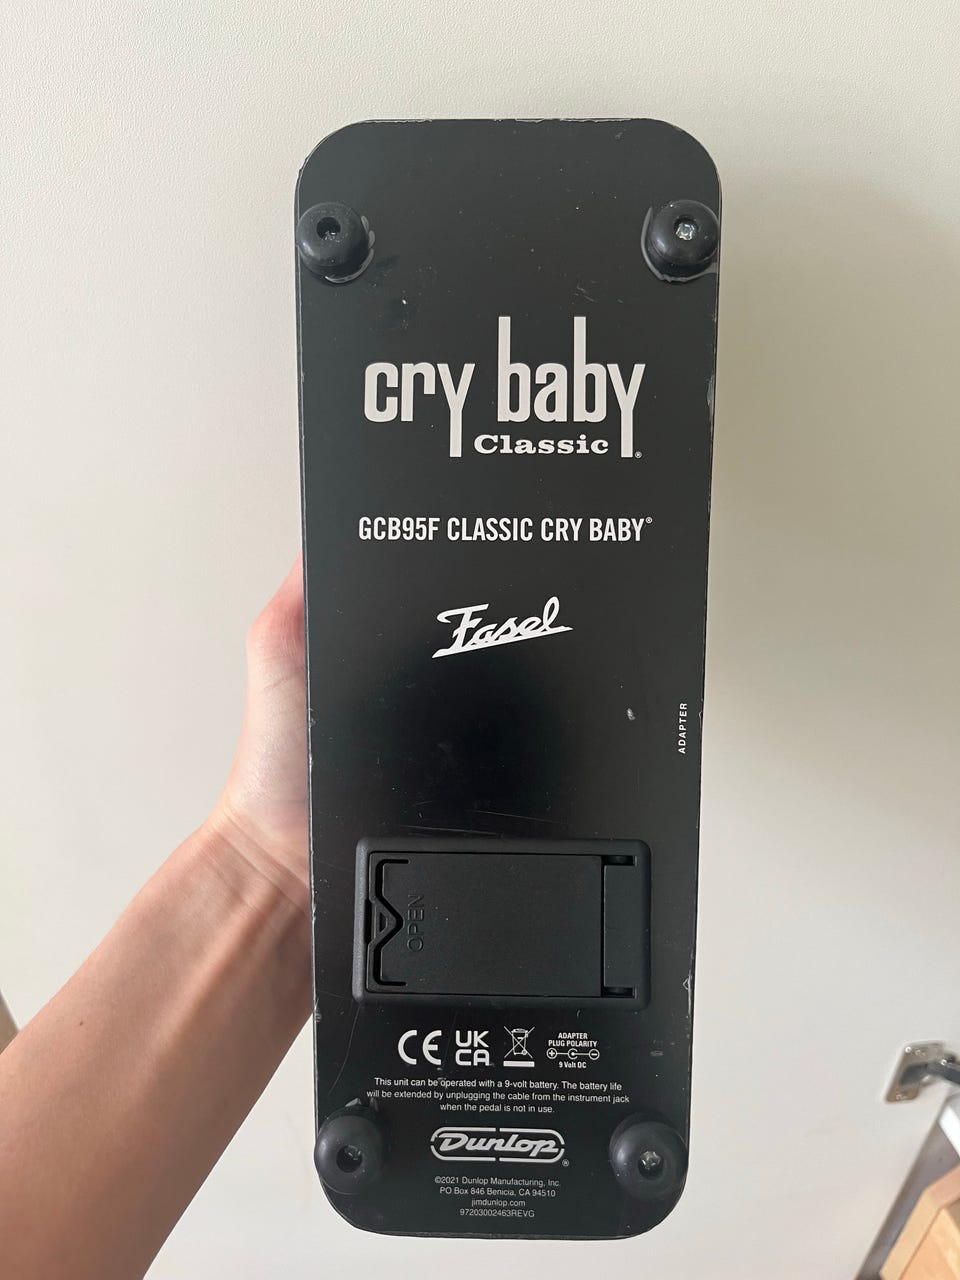 cry baby
Classic®
GCB95F CLASSIC CRY BABY®
Fasel
ADAPTER
OPEN
CE UK CA
ADAPTER
PLUG POLARITY
+ C −
9 Volt DC
This unit can be operated with a 9-volt battery. The battery life
will be extended by unplugging the cable from the instrument jack
when the pedal is not in use.
Dunlop®
©2021 Dunlop Manufacturing, Inc.
PO Box 846 Benicia, CA 94510
jimdunlop.com
97203002463REVG